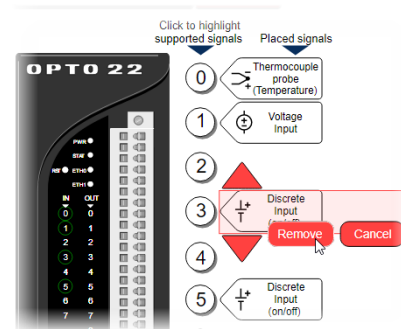 Click to highlight
supported signals
Placed signals
OPTO 22
0
Thermocouple
probe
(Temperature)
1
Voltage
Input
PWR
STAT
2
RST ETH0
ETH1
IN OUT
3
Discrete
Input
Remove
Cancel
0 0
1 1
2 2
3 3
4
4 4
5 5
6 6
7 7
5
Discrete
Input
(on/off)